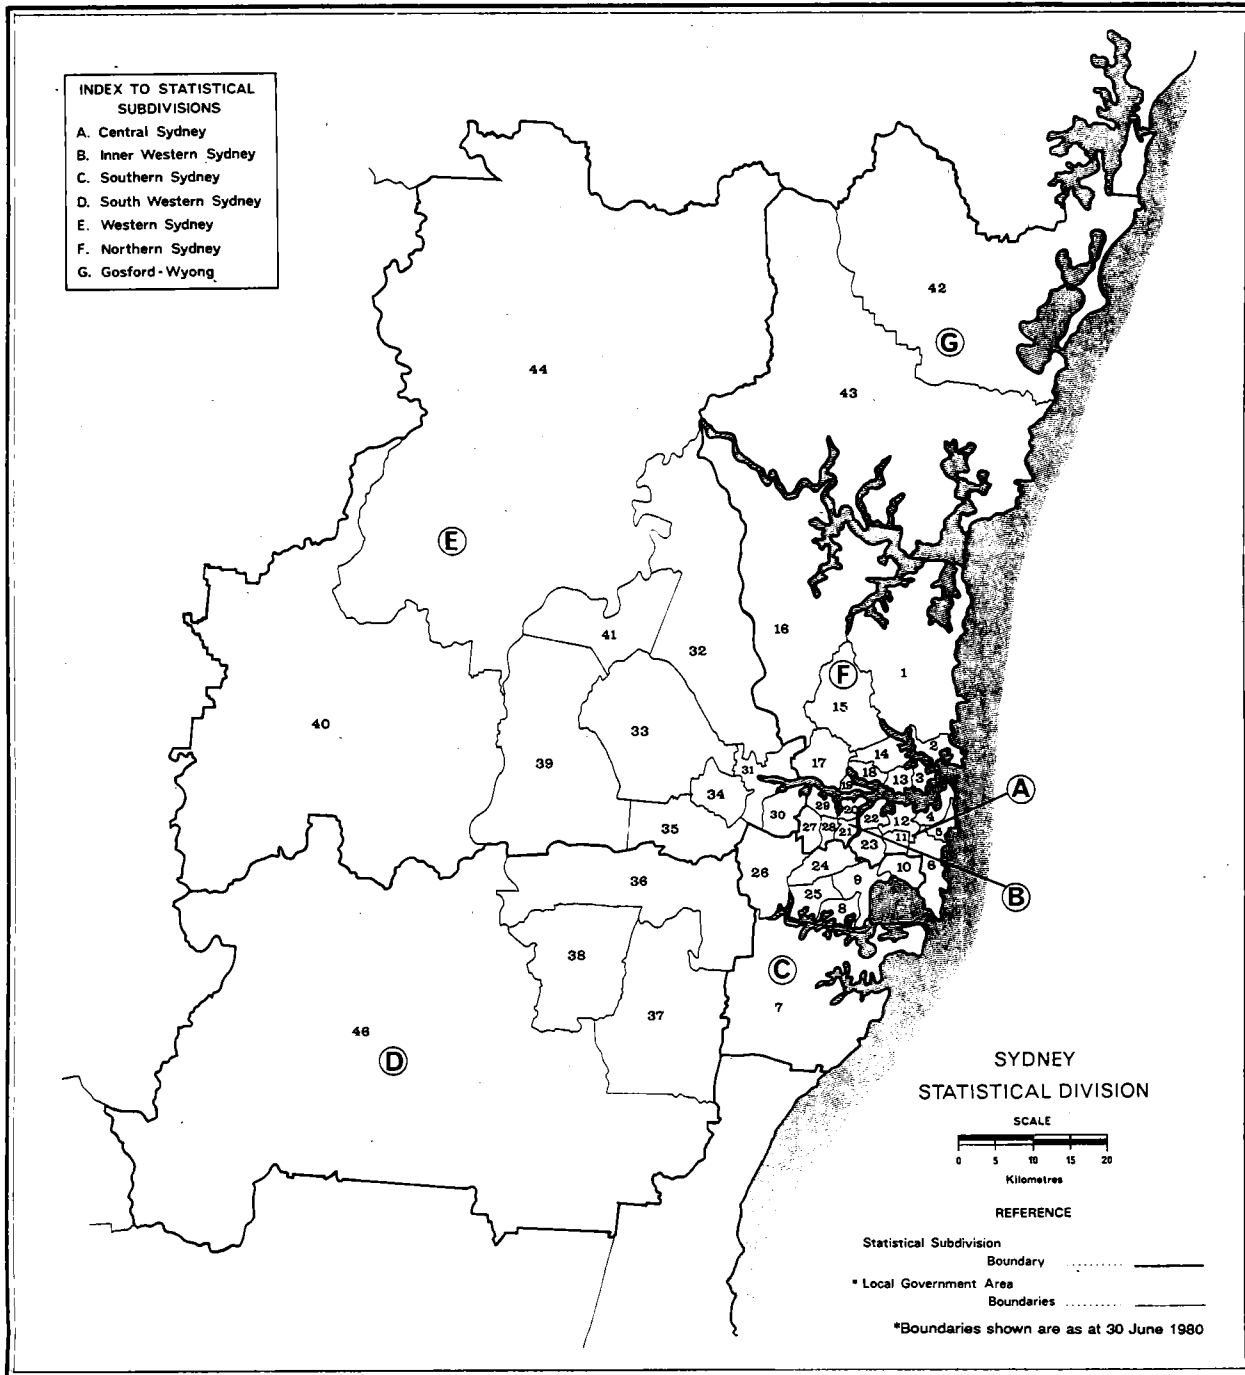 INDEX TO STATISTICAL
SUBDIVISIONS
A. Central Sydney
B. Inner Western Sydney
C. Southern Sydney
D. South Western Sydney
E. Western Sydney
F. Northern Sydney
G. Gosford-Wyong
42
G
44
43
E
41
32
16
F
1
15
40
33
39
2
14
17
31
18
13
3
19
34
A
29
20
30
22
12
4
35
27
28
21
11
5
23
26
24
9
10
6
36
B
25
8
38
C
7
37
46
D
SYDNEY
STATISTICAL DIVISION
SCALE
0 5 10 15 20
Kilometres
REFERENCE
Statistical Subdivision
Boundary ........
* Local Government Area
Boundaries ........
*Boundaries shown are as at 30 June 1980